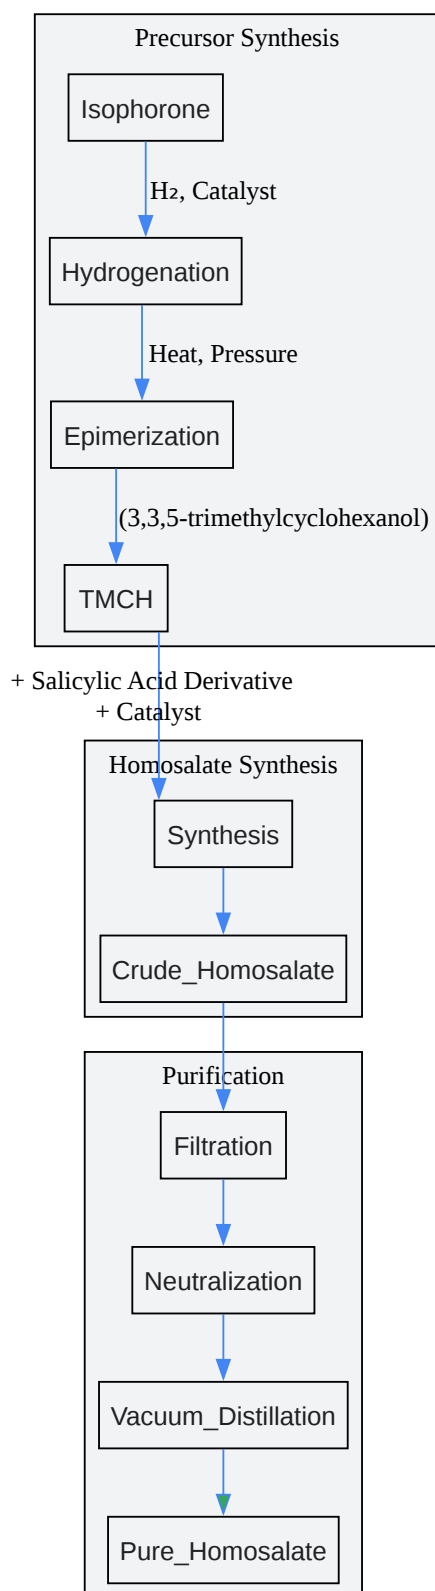 Precursor Synthesis
Isophorone
H₂, Catalyst
Hydrogenation
Heat, Pressure
Epimerization
(3,3,5-trimethylcyclohexanol)
TMCH
+ Salicylic Acid Derivative
+ Catalyst
Homosalate Synthesis
Synthesis
Crude_Homosalate
Purification
Filtration
Neutralization
Vacuum_Distillation
Pure_Homosalate